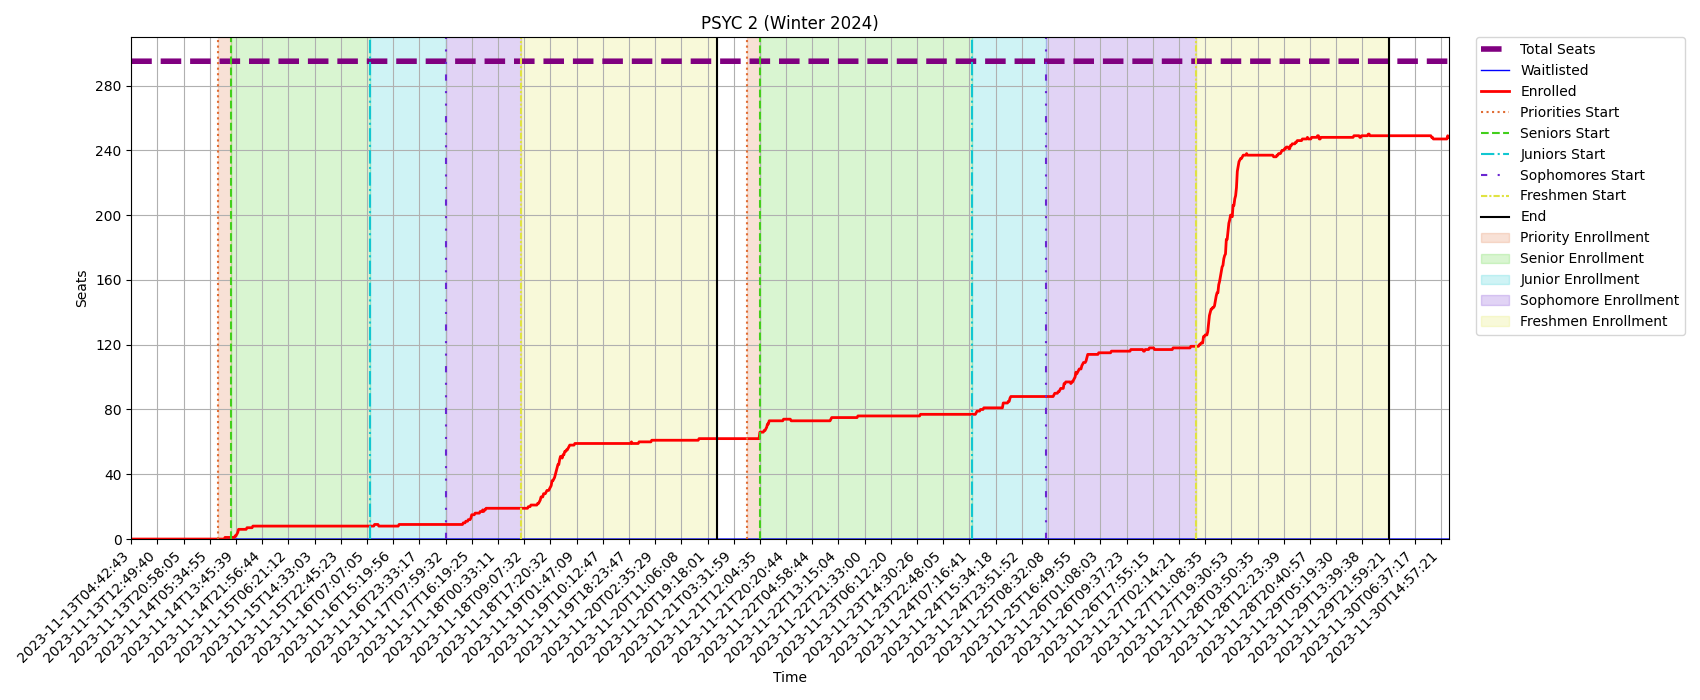 PSYC 2 (Winter 2024)
Seats
280
240
200
160
120
80
40
0
2023-11-13T04:42:43
2023-11-13T12:49:40
2023-11-13T20:58:05
2023-11-14T05:34:55
2023-11-14T13:45:39
2023-11-14T21:56:44
2023-11-15T06:21:12
2023-11-15T14:33:03
2023-11-15T22:45:23
2023-11-16T07:07:05
2023-11-16T15:19:56
2023-11-16T23:33:17
2023-11-17T07:59:32
2023-11-17T16:19:25
2023-11-18T00:33:11
2023-11-18T09:07:32
2023-11-18T17:20:32
2023-11-19T01:47:09
2023-11-19T10:12:47
2023-11-19T18:23:47
2023-11-20T02:35:29
2023-11-20T11:06:08
2023-11-20T19:18:01
2023-11-21T03:31:59
2023-11-21T12:04:35
2023-11-21T20:20:44
2023-11-22T04:58:44
2023-11-22T13:15:04
2023-11-22T21:33:00
2023-11-23T06:12:20
2023-11-23T14:30:26
2023-11-23T22:48:05
2023-11-24T07:16:41
2023-11-24T15:34:18
2023-11-24T23:51:52
2023-11-25T08:32:08
2023-11-25T16:49:55
2023-11-26T01:08:03
2023-11-26T09:37:23
2023-11-26T17:55:15
2023-11-27T02:14:21
2023-11-27T11:08:35
2023-11-27T19:30:53
2023-11-28T03:50:35
2023-11-28T12:23:39
2023-11-28T20:40:57
2023-11-29T05:19:30
2023-11-29T13:39:38
2023-11-29T21:59:21
2023-11-30T06:37:17
2023-11-30T14:57:21
Time
Total Seats
Waitlisted
Enrolled
Priorities Start
Seniors Start
Juniors Start
Sophomores Start
Freshmen Start
End
Priority Enrollment
Senior Enrollment
Junior Enrollment
Sophomore Enrollment
Freshmen Enrollment